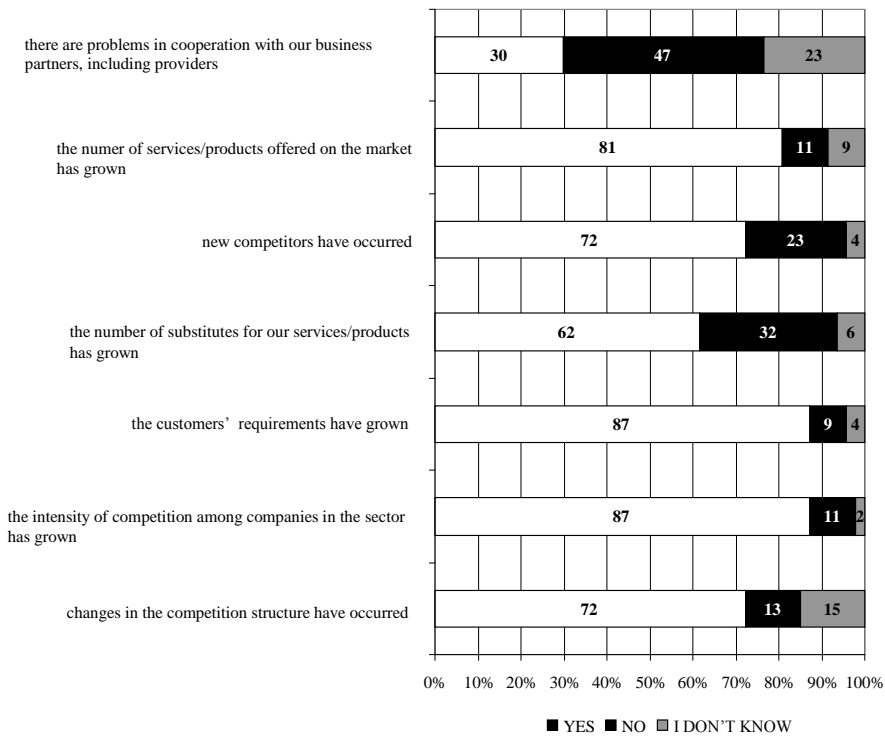 there are problems in cooperation with our business
partners, including providers
30 47 23
the numer of services/products offered on the market
has grown
81 11 9
new competitors have occurred
72 23 4
the number of substitutes for our services/products
has grown
62 32 6
the customers' requirements have grown
87 9 4
the intensity of competition among companies in the sector
has grown
87 11 2
changes in the competition structure have occurred
72 13 15
0% 10% 20% 30% 40% 50% 60% 70% 80% 90% 100%
YES NO I DON'T KNOW